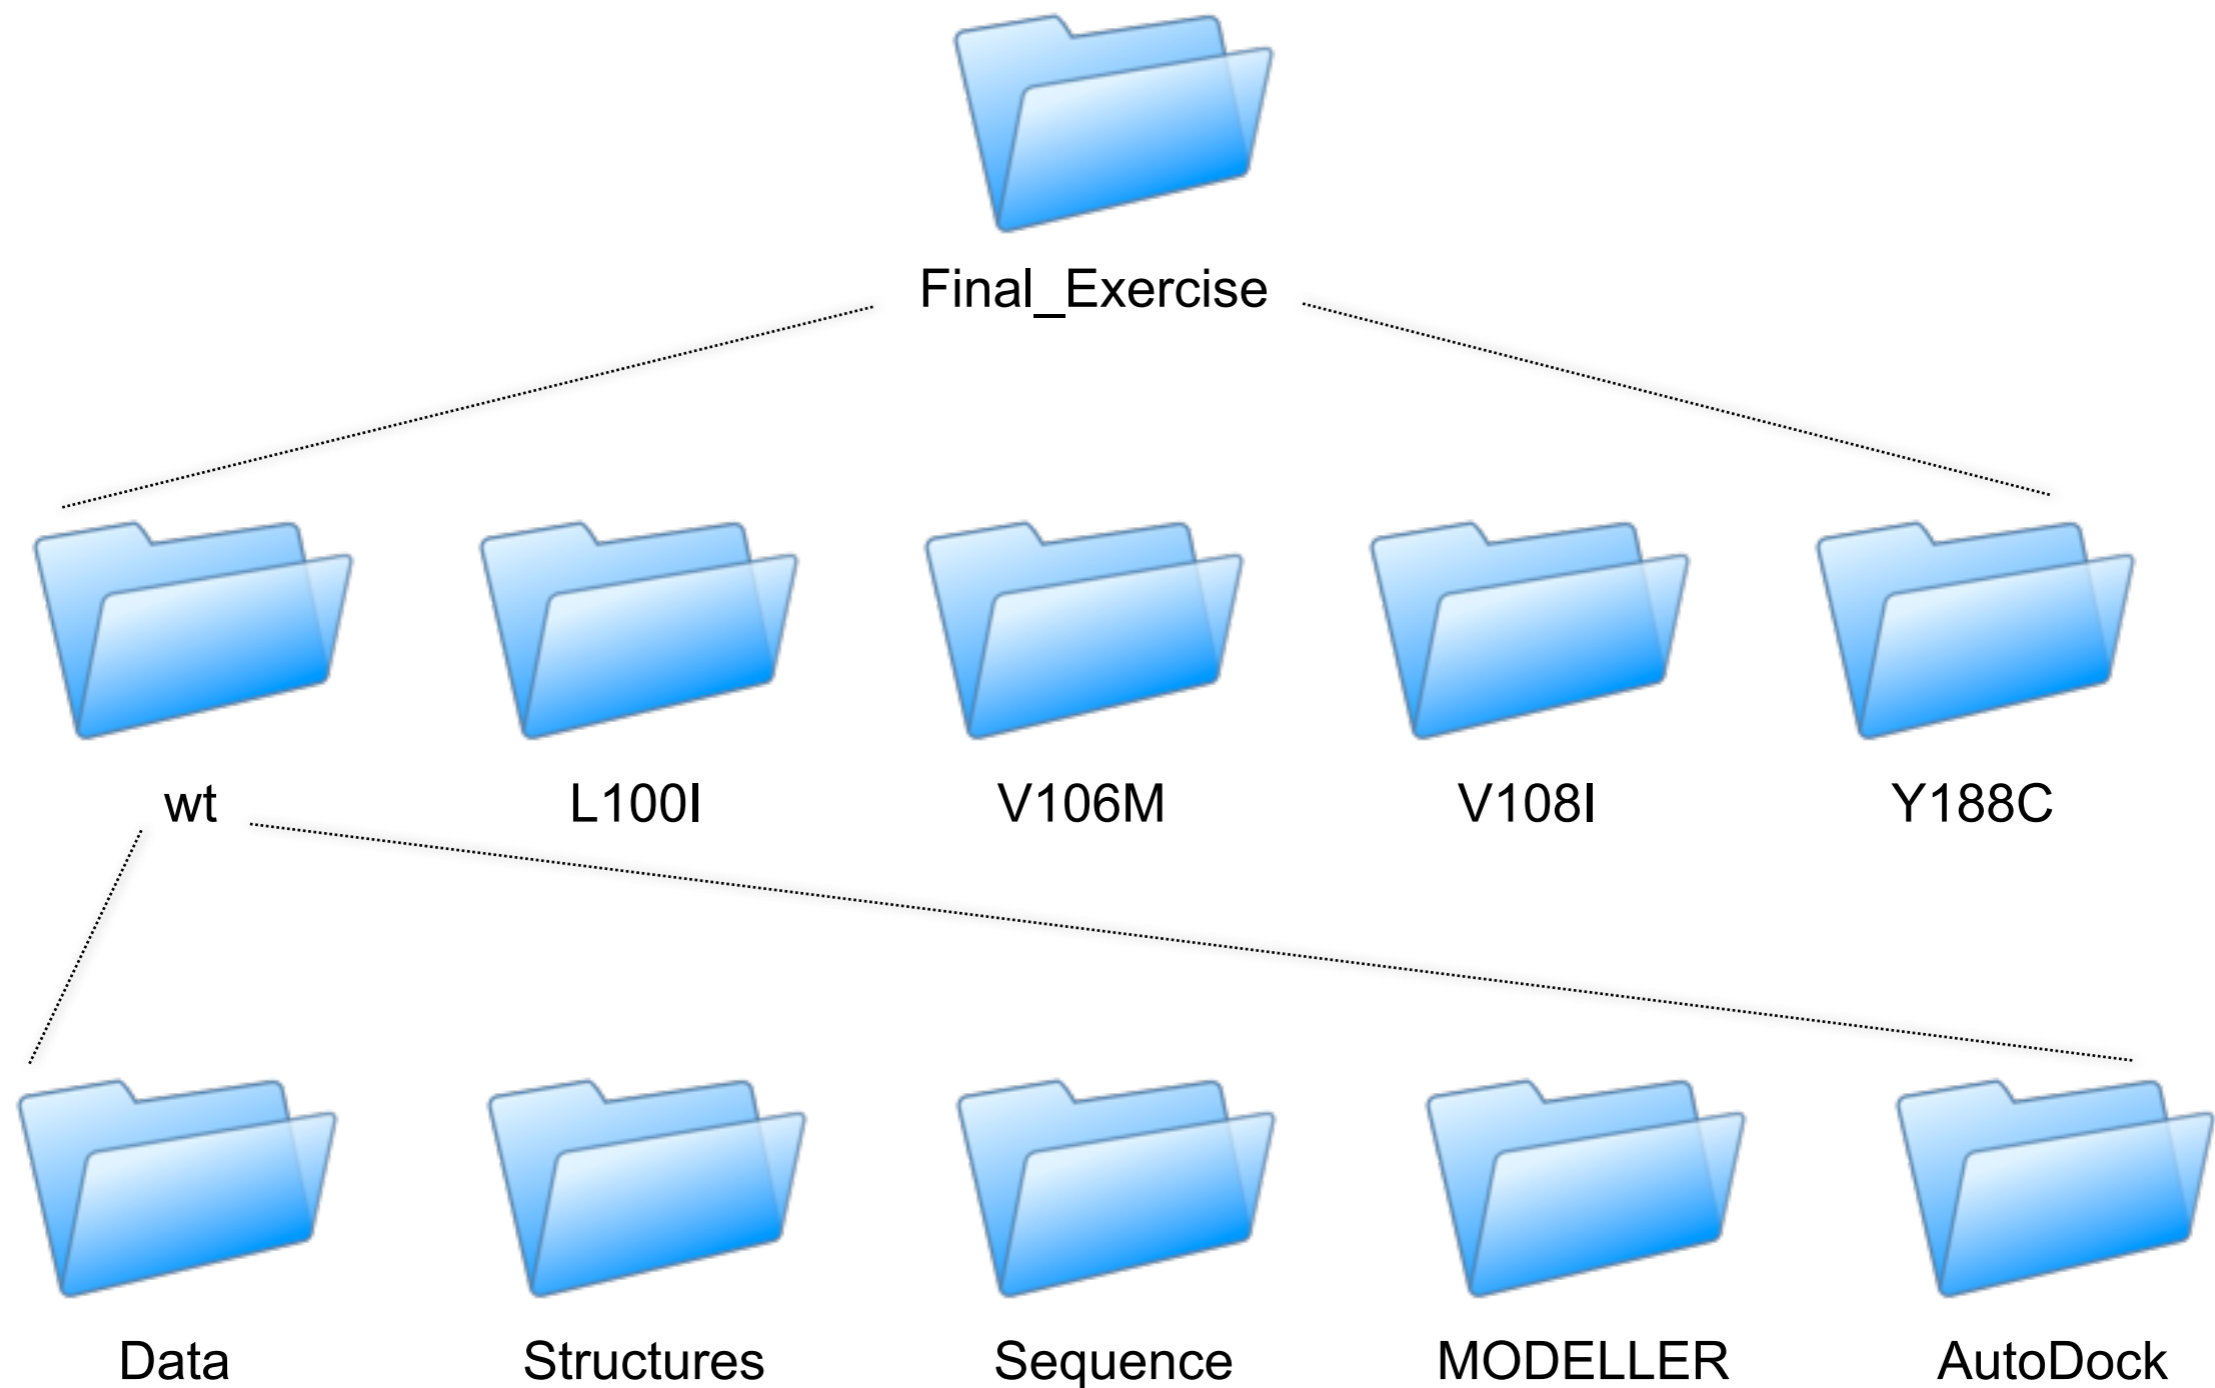 Final_Exercise
wt L100I V106M V108I Y188C
Data Structures Sequence MODELLER AutoDock